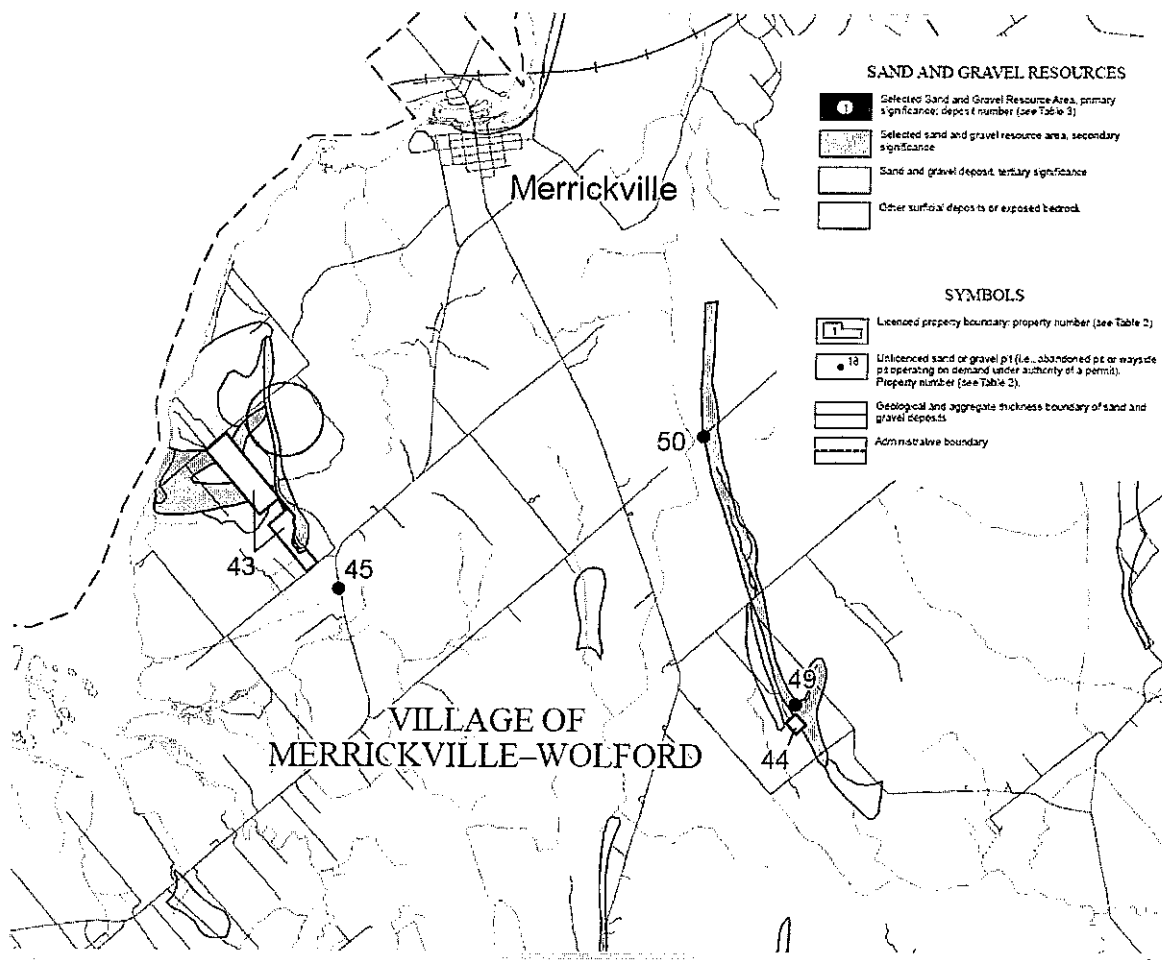 SAND AND GRAVEL RESOURCES
1
Selected Sand and Gravel Resource Area, primary
significance; deposit number (see Table 3)
Selected sand and gravel resource area, secondary
significance
Sand and gravel deposit, tertiary significance
Other surficial deposits or exposed bedrock
Merrickville
SYMBOLS
1
Licenced property boundary; property number (see Table 2)
18
Unlicenced sand or gravel pit (i.e., abandoned pit or wayside
pit operating on demand under authority of a permit).
Property number (see Table 2).
Geological and aggregate thickness boundary of sand and
gravel deposits
Administrative boundary
50
43
45
49
VILLAGE OF
MERRICKVILLE–WOLFORD
44